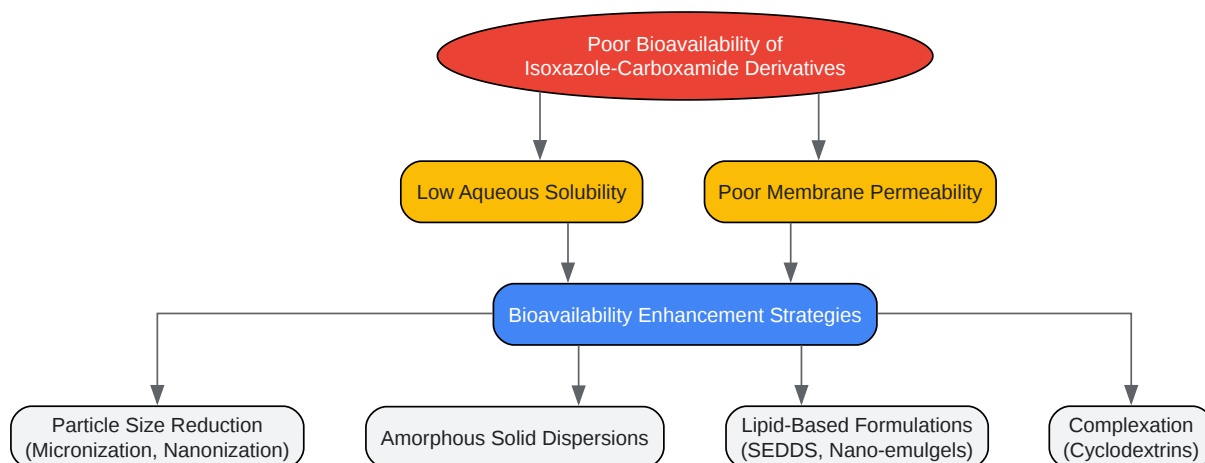 Poor Bioavailability of
Isoxazole-Carboxamide Derivatives
Low Aqueous Solubility
Poor Membrane Permeability
Bioavailability Enhancement Strategies
Particle Size Reduction
(Micronization, Nanonization)
Amorphous Solid Dispersions
Lipid-Based Formulations
(SEDDS, Nano-emulgels)
Complexation
(Cyclodextrins)